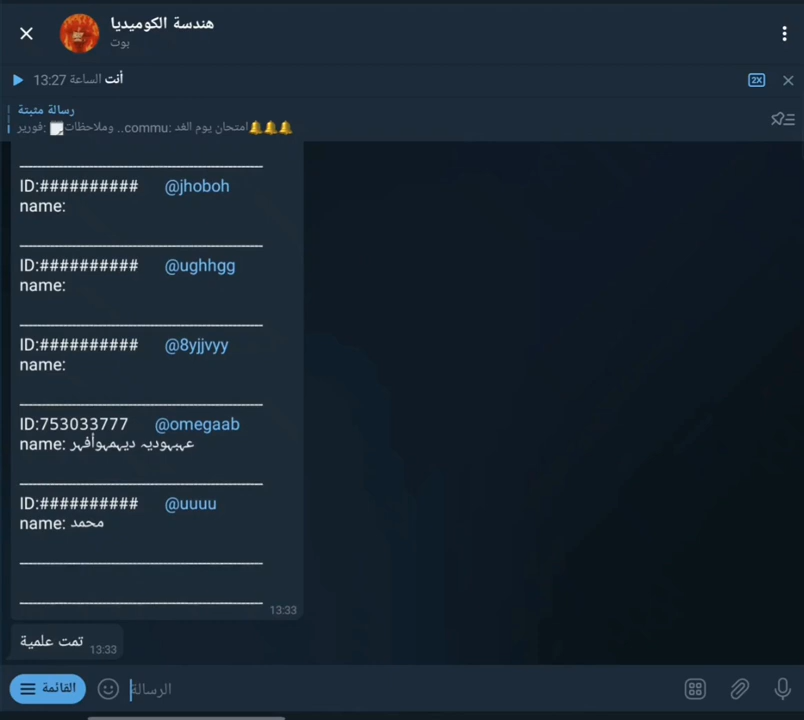 هندسة الكوميديا
بوت
أنت الساعة 13:27
2X
رسالة مثبتة
🔔🔔🔔امتحان يوم الغد :commu.. وملاحظات🗒️ :فورير
ID:########## @jhoboh
name:
ID:########## @ughhgg
name:
ID:########## @8yjjvyy
name:
ID:753033777 @omegaab
name:
ID:########## @uuuu
name: محمد
13:33
تمت علمية 13:33
القائمة
الرسالة